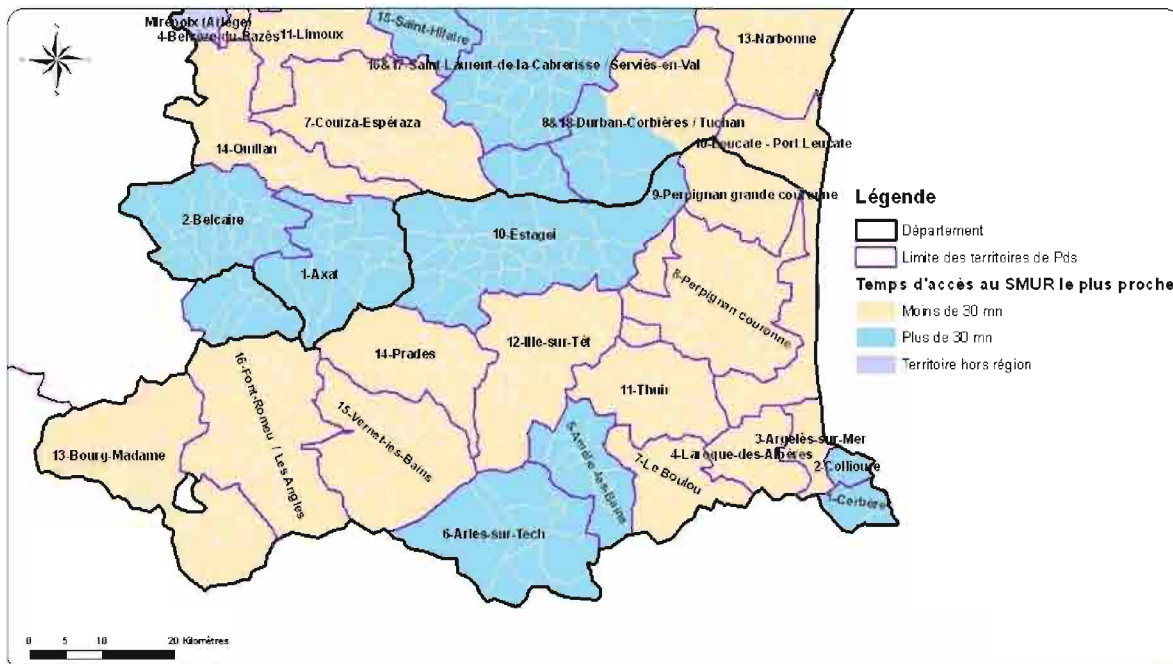 Mirepoix (Ariège)
4-Belpze-du-Razès
11-Limoux
15-Saint-Hilaire
13-Narbonne
16&17-Saint Laurent-de-la-Cabrerisse / Serviès-en-Val
7-Couiza-Espéraza
8&18-Durban-Corbières / Tuchan
14-Quillan
10-Leucate - Port Leucate
9-Perpignan grande couronne
2-Belcaire
10-Estagel
1-Axat
8-Perpignan couronne
12-Ille-sur-Têt
14-Prades
16-Font-Romeu / Les Angles
11-Thuir
15-Vernet-les-Bains
13-Bourg-Madame
5-Amélie-les-Bains
3-Argelès-sur-Mer
4-Laroque-des-Albères
7-Le Boulou
2-Collioure
1-Cerbère
6-Arles-sur-Tech
Légende
Département
Limite des territoires de Pds
Temps d'accès au SMUR le plus proche
Moins de 30 mn
Plus de 30 mn
Territoire hors région
0 5 10 20 Kilomètres